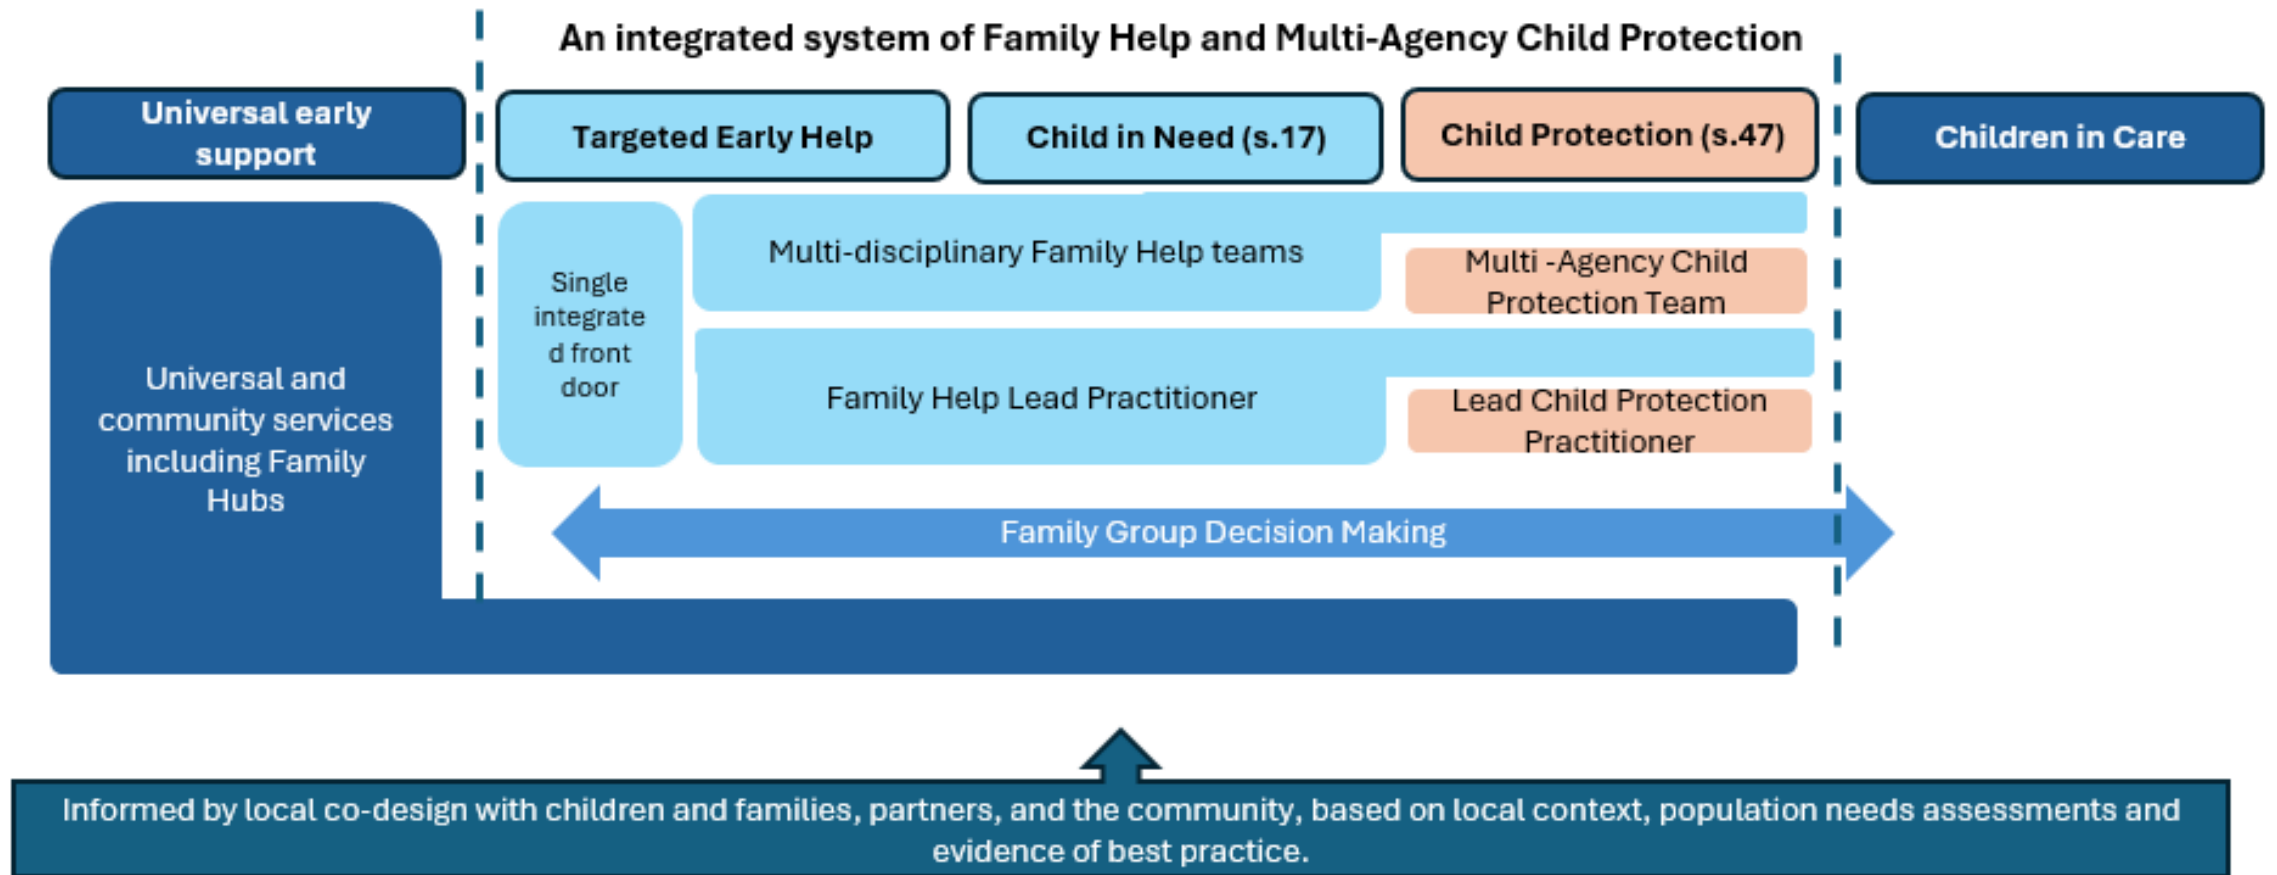 An integrated system of Family Help and Multi-Agency Child Protection
Universal early
support
Targeted Early Help
Child in Need (s.17)
Child Protection (s.47)
Children in Care
Universal and
community services
including Family
Hubs
Single
integrate
d front
door
Multi-disciplinary Family Help teams
Multi -Agency Child
Protection Team
Family Help Lead Practitioner
Lead Child Protection
Practitioner
Family Group Decision Making
Informed by local co-design with children and families, partners, and the community, based on local context, population needs assessments and
evidence of best practice.